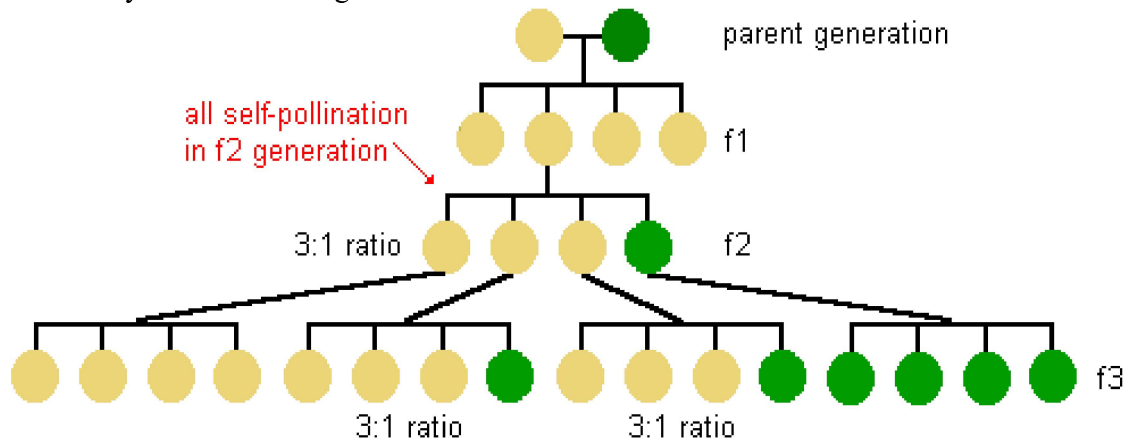 parent generation
all self-pollination
in f2 generation
f1
3:1 ratio
f2
f3
3:1 ratio
3:1 ratio